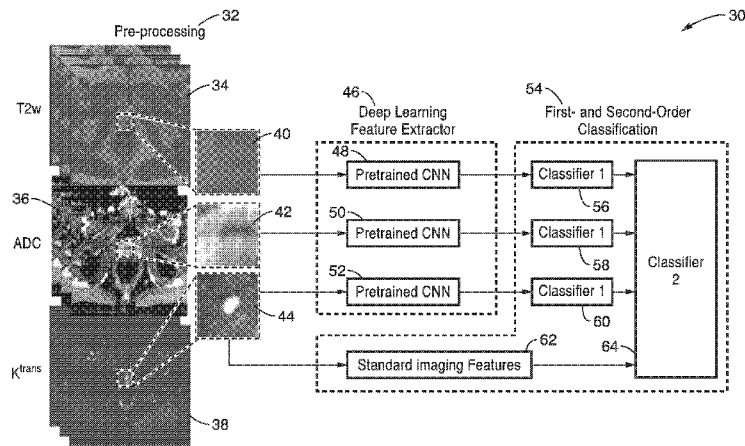 30
32
Pre-processing
T2w
34
40
36
ADC
42
44
Ktrans
38
46
Deep Learning
Feature Extractor
48
Pretrained CNN
50
Pretrained CNN
52
Pretrained CNN
54
First- and Second-Order
Classification
Classifier 1
56
Classifier 1
58
Classifier 1
60
Classifier
2
62
Standard imaging Features
64